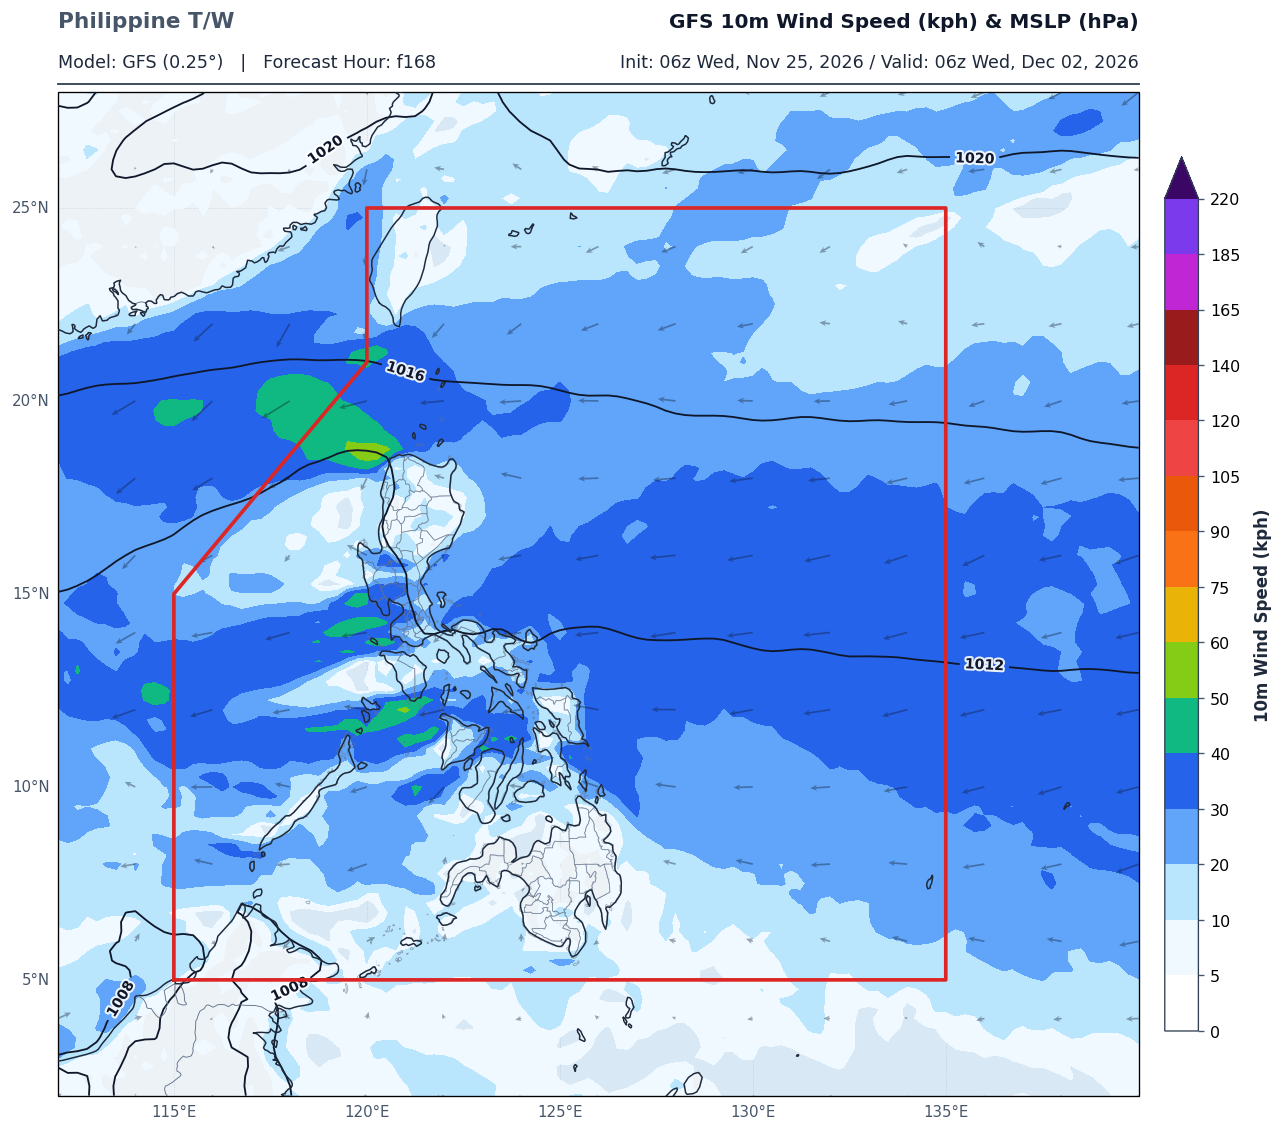 Philippine T/W
GFS 10m Wind Speed (kph) & MSLP (hPa)
Model: GFS (0.25°) | Forecast Hour: f168
Init: 06z Wed, Nov 25, 2026 / Valid: 06z Wed, Dec 02, 2026
1020
1020
1016
1012
1008
1008
25°N
20°N
15°N
10°N
5°N
115°E
120°E
125°E
130°E
135°E
220
185
165
140
120
105
90
75
60
50
40
30
20
10
5
0
10m Wind Speed (kph)